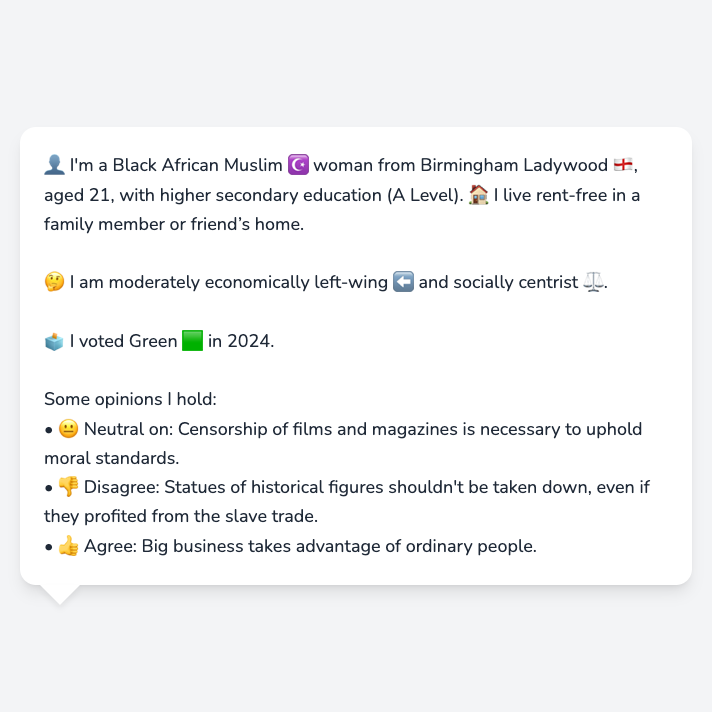 👤 I'm a Black African Muslim ☪️ woman from Birmingham Ladywood 🏴󠁧󠁢󠁥󠁮󠁧󠁿,
aged 21, with higher secondary education (A Level). 🏠 I live rent-free in a
family member or friend’s home.
🤔 I am moderately economically left-wing ⬅️ and socially centrist ⚖️.
🗳️ I voted Green 🟩 in 2024.
Some opinions I hold:
• 😐 Neutral on: Censorship of films and magazines is necessary to uphold
moral standards.
• 👎 Disagree: Statues of historical figures shouldn't be taken down, even if
they profited from the slave trade.
• 👍 Agree: Big business takes advantage of ordinary people.